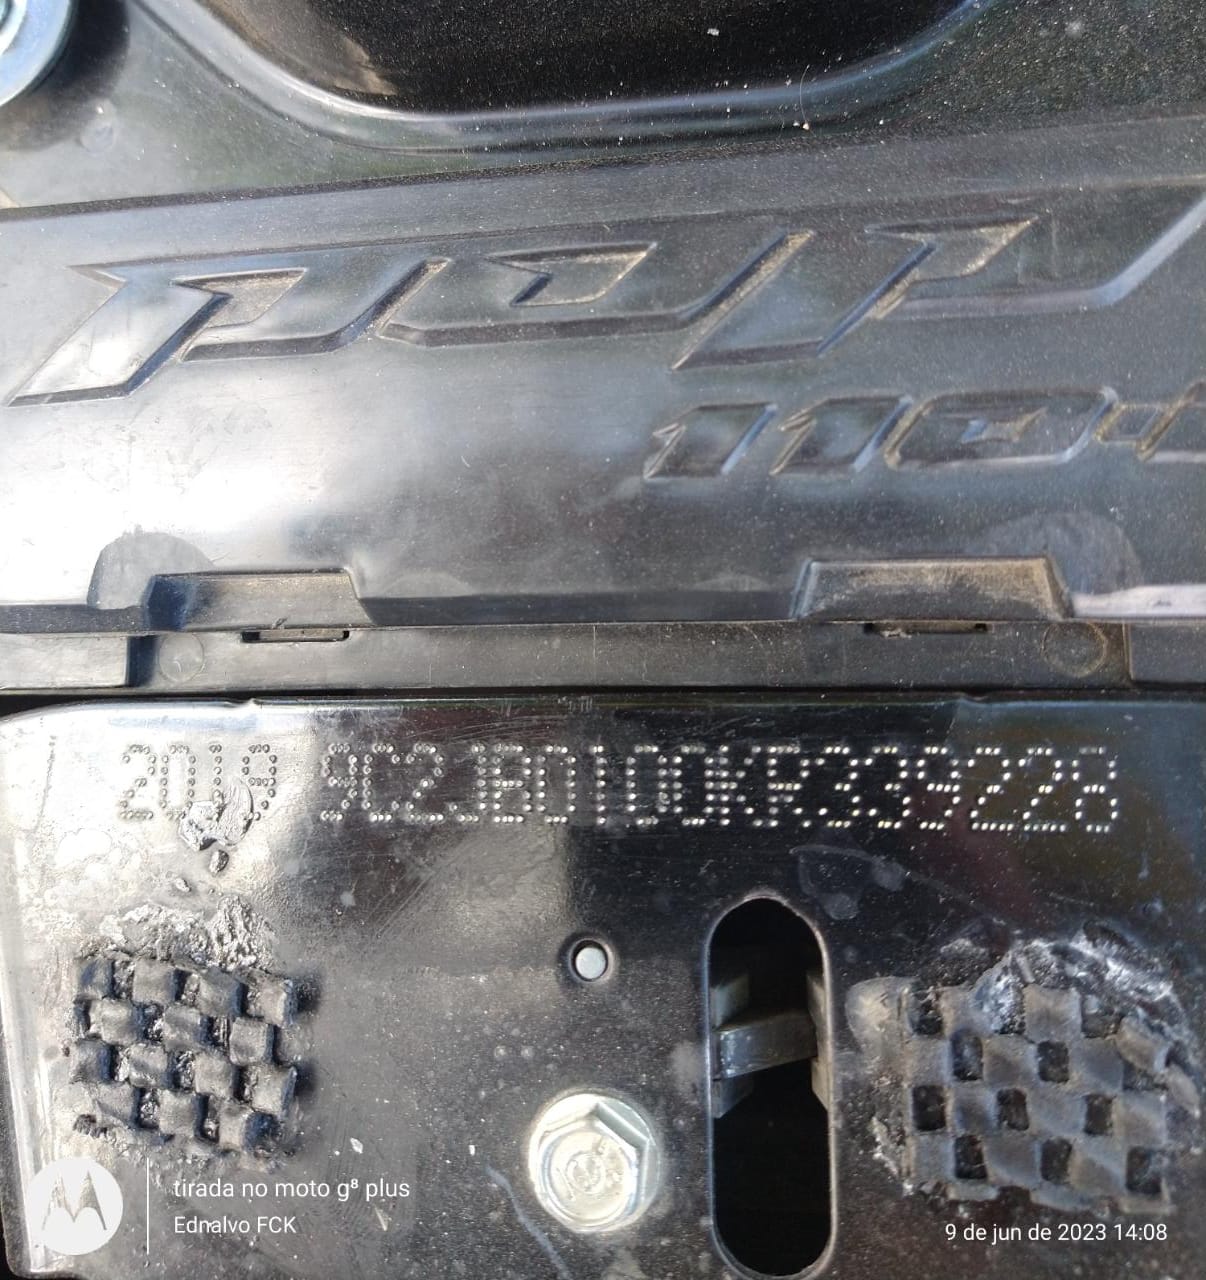 pop
110i
2019 9C2JB0100KR339228
tirada no moto g⁸ plus
Ednalvo FCK
9 de jun de 2023 14:08